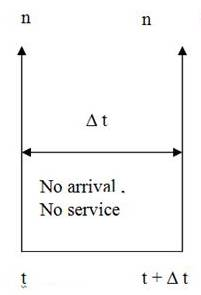 n n
Δ t
No arrival .
No service
t t + Δ t